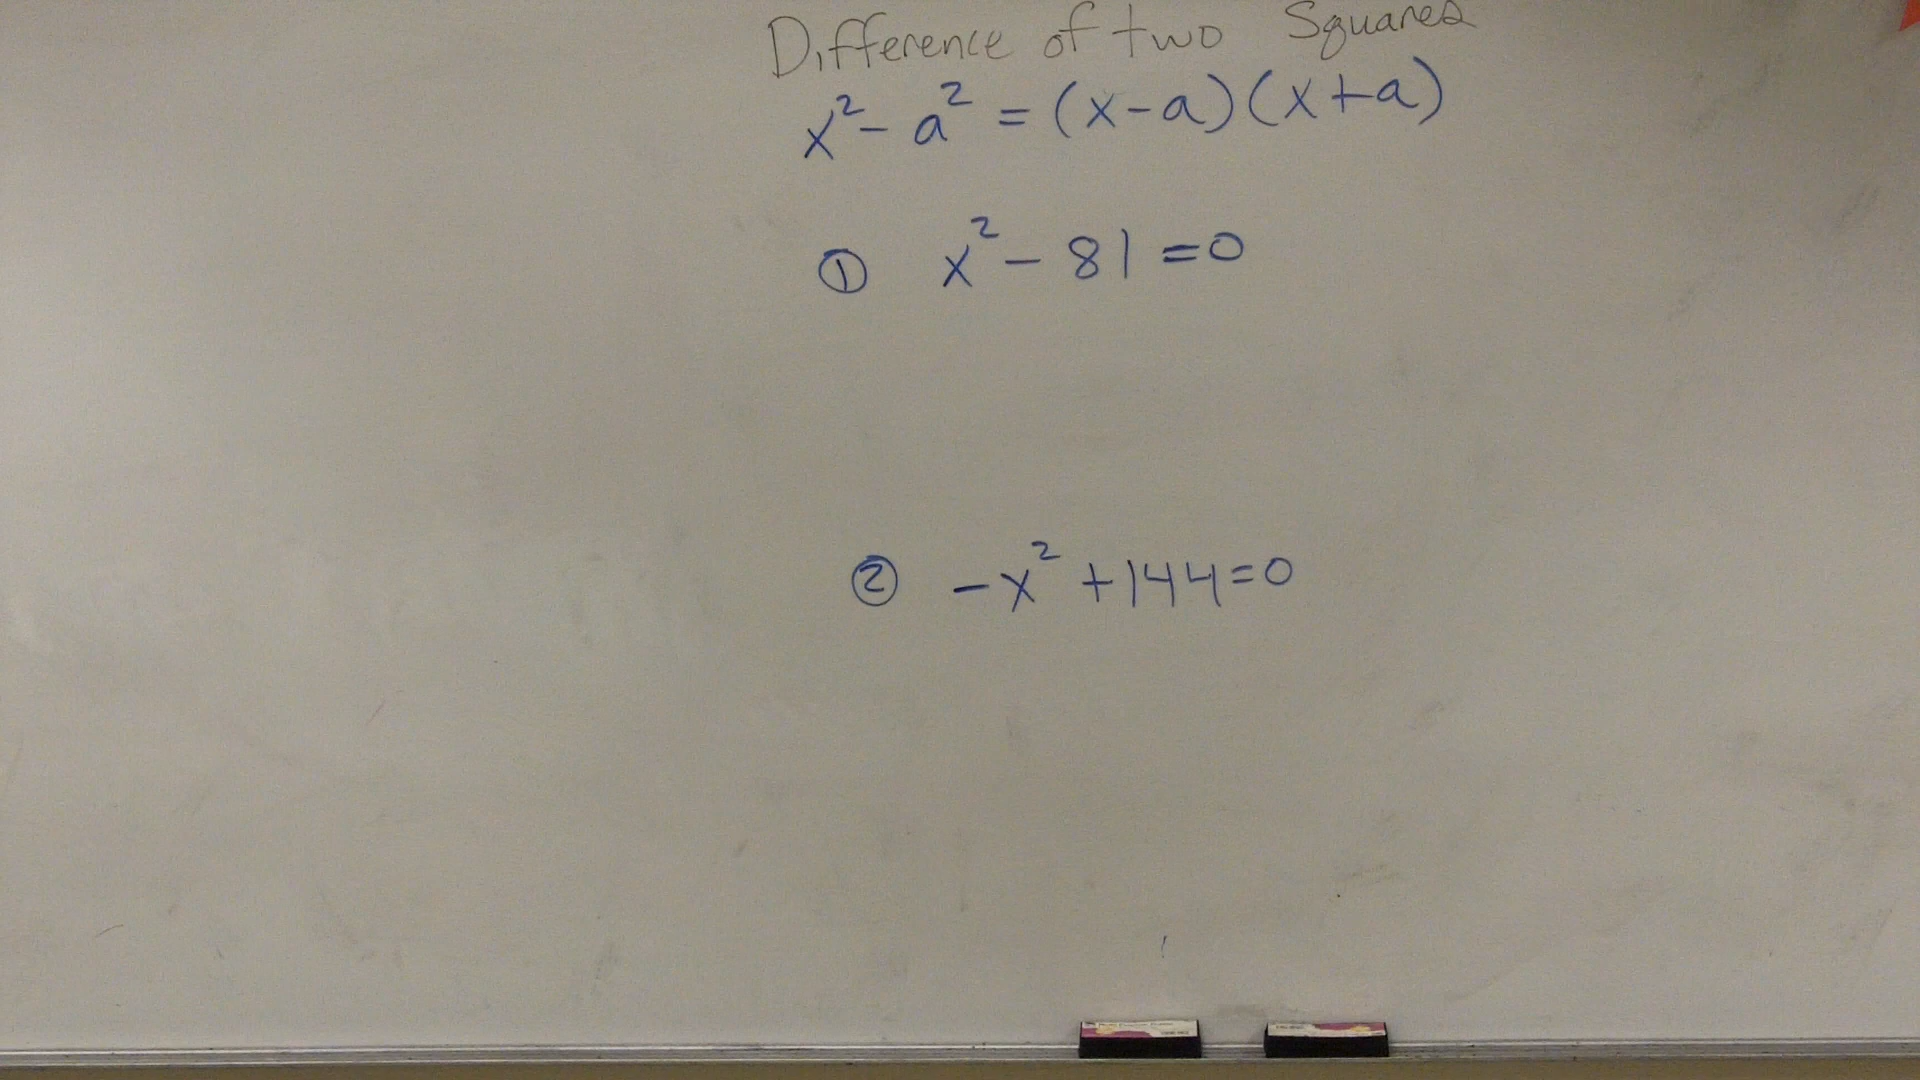 Difference of two Squares
x² - a² = (x-a)(x+a)
① x² - 81 = 0
② -x² + 144 = 0